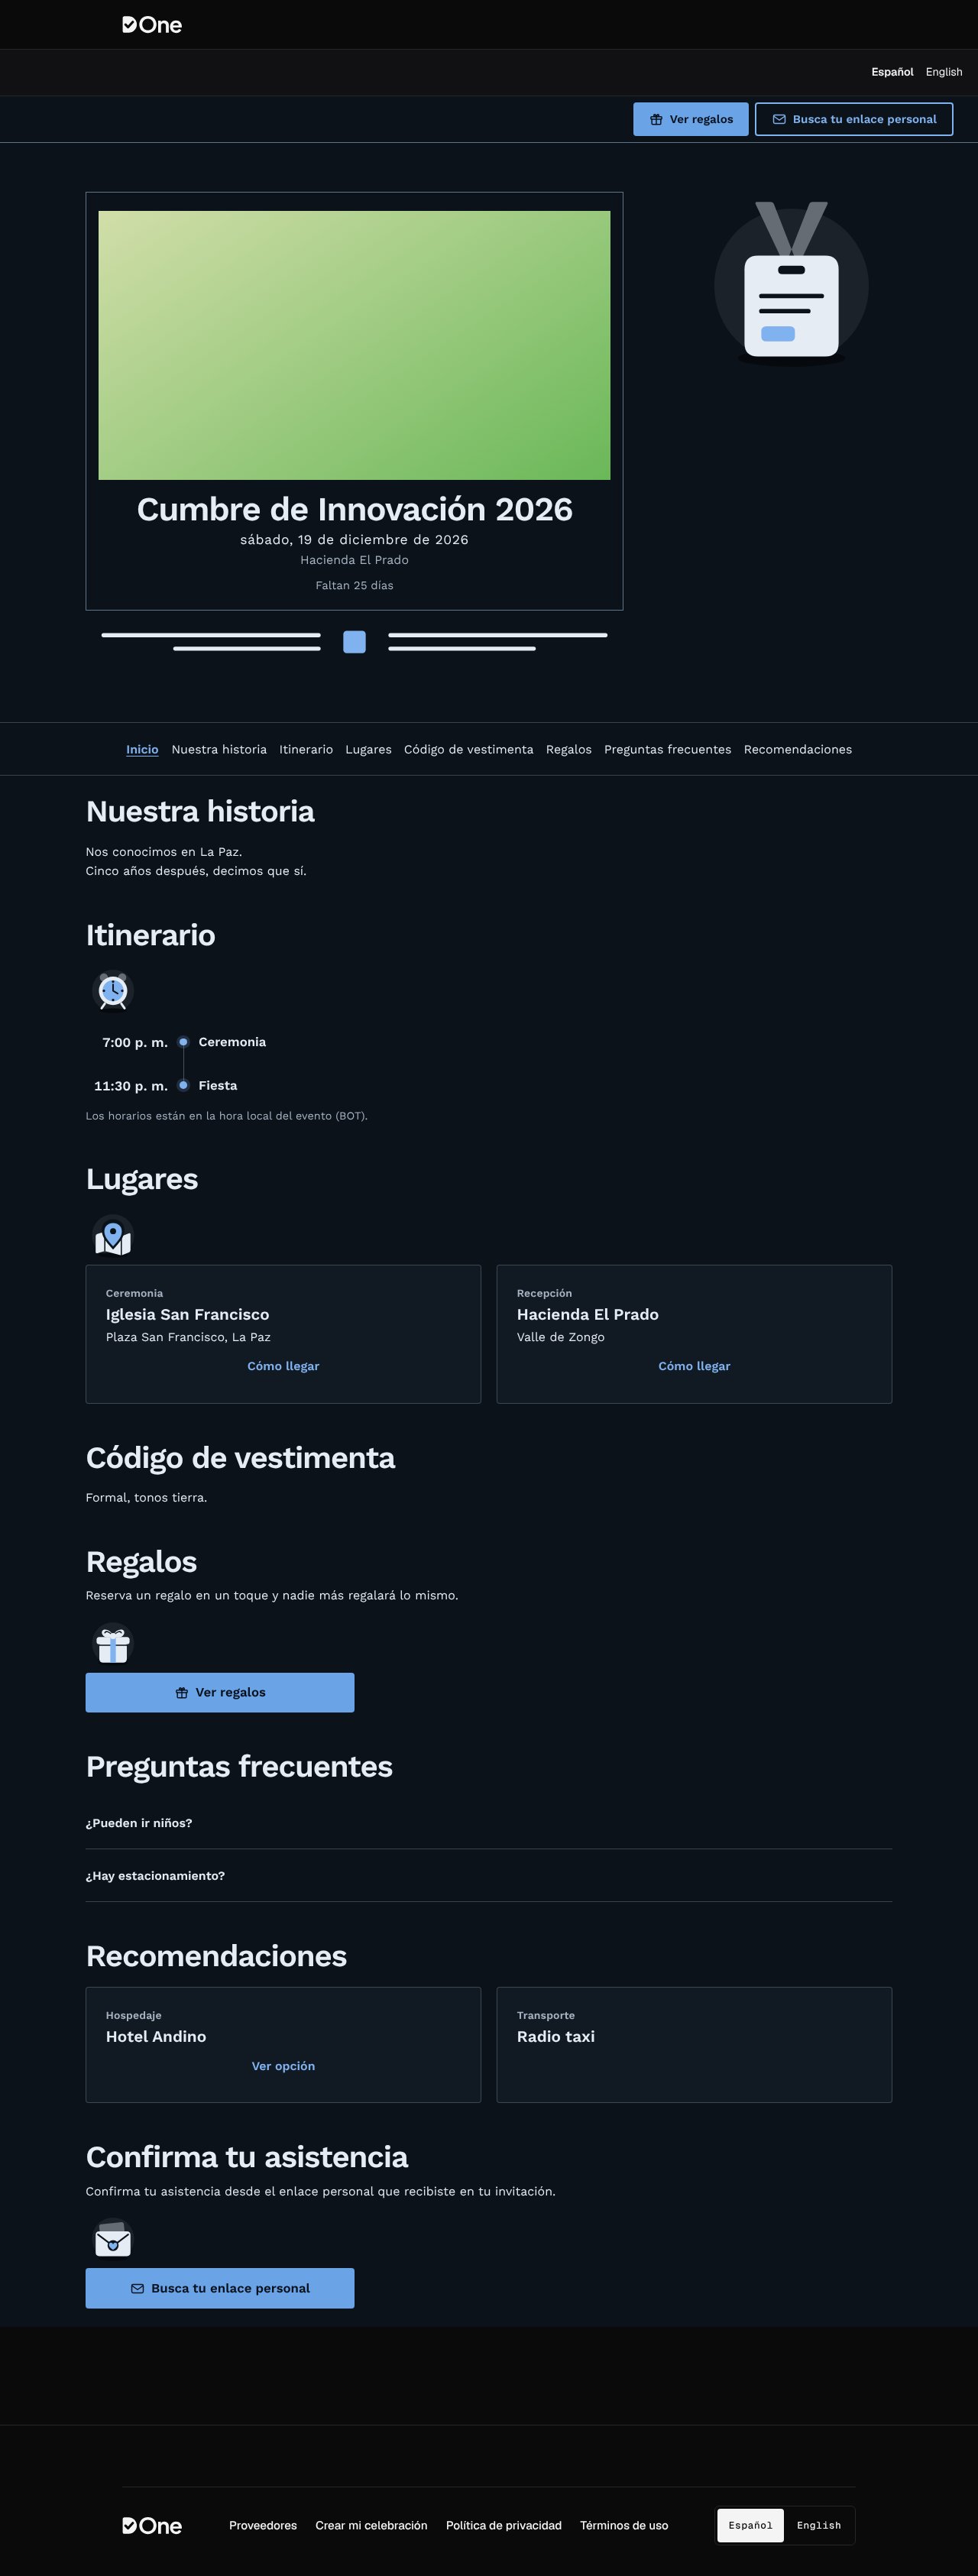 One
Español English
Ver regalos Busca tu enlace personal
Cumbre de Innovación 2026
sábado, 19 de diciembre de 2026
Hacienda El Prado
Faltan 25 días
Inicio Nuestra historia Itinerario Lugares Código de vestimenta Regalos Preguntas frecuentes Recomendaciones
Nuestra historia
Nos conocimos en La Paz.
Cinco años después, decimos que sí.
Itinerario
7:00 p. m. Ceremonia
11:30 p. m. Fiesta
Los horarios están en la hora local del evento (BOT).
Lugares
Ceremonia
Iglesia San Francisco
Plaza San Francisco, La Paz
Cómo llegar
Recepción
Hacienda El Prado
Valle de Zongo
Cómo llegar
Código de vestimenta
Formal, tonos tierra.
Regalos
Reserva un regalo en un toque y nadie más regalará lo mismo.
Ver regalos
Preguntas frecuentes
¿Pueden ir niños?
¿Hay estacionamiento?
Recomendaciones
Hospedaje
Hotel Andino
Ver opción
Transporte
Radio taxi
Confirma tu asistencia
Confirma tu asistencia desde el enlace personal que recibiste en tu invitación.
Busca tu enlace personal
One Proveedores Crear mi celebración Política de privacidad Términos de uso Español English